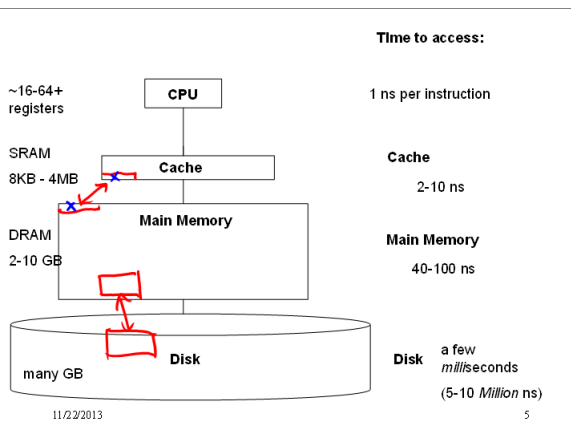 TIme to access:
~16-64+
registers
CPU
1 ns per instruction
SRAM
8KB - 4MB
Cache
Cache
2-10 ns
Main Memory
DRAM
2-10 GB
Main Memory
40-100 ns
Disk
many GB
Disk a few
milliseconds
(5-10 Million ns)
11/22/2013
5